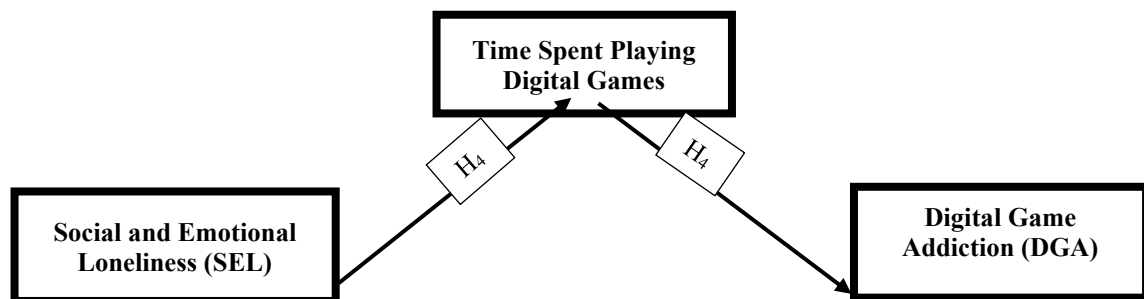 Time Spent Playing
Digital Games
H₄
H₄
Social and Emotional
Loneliness (SEL)
Digital Game
Addiction (DGA)